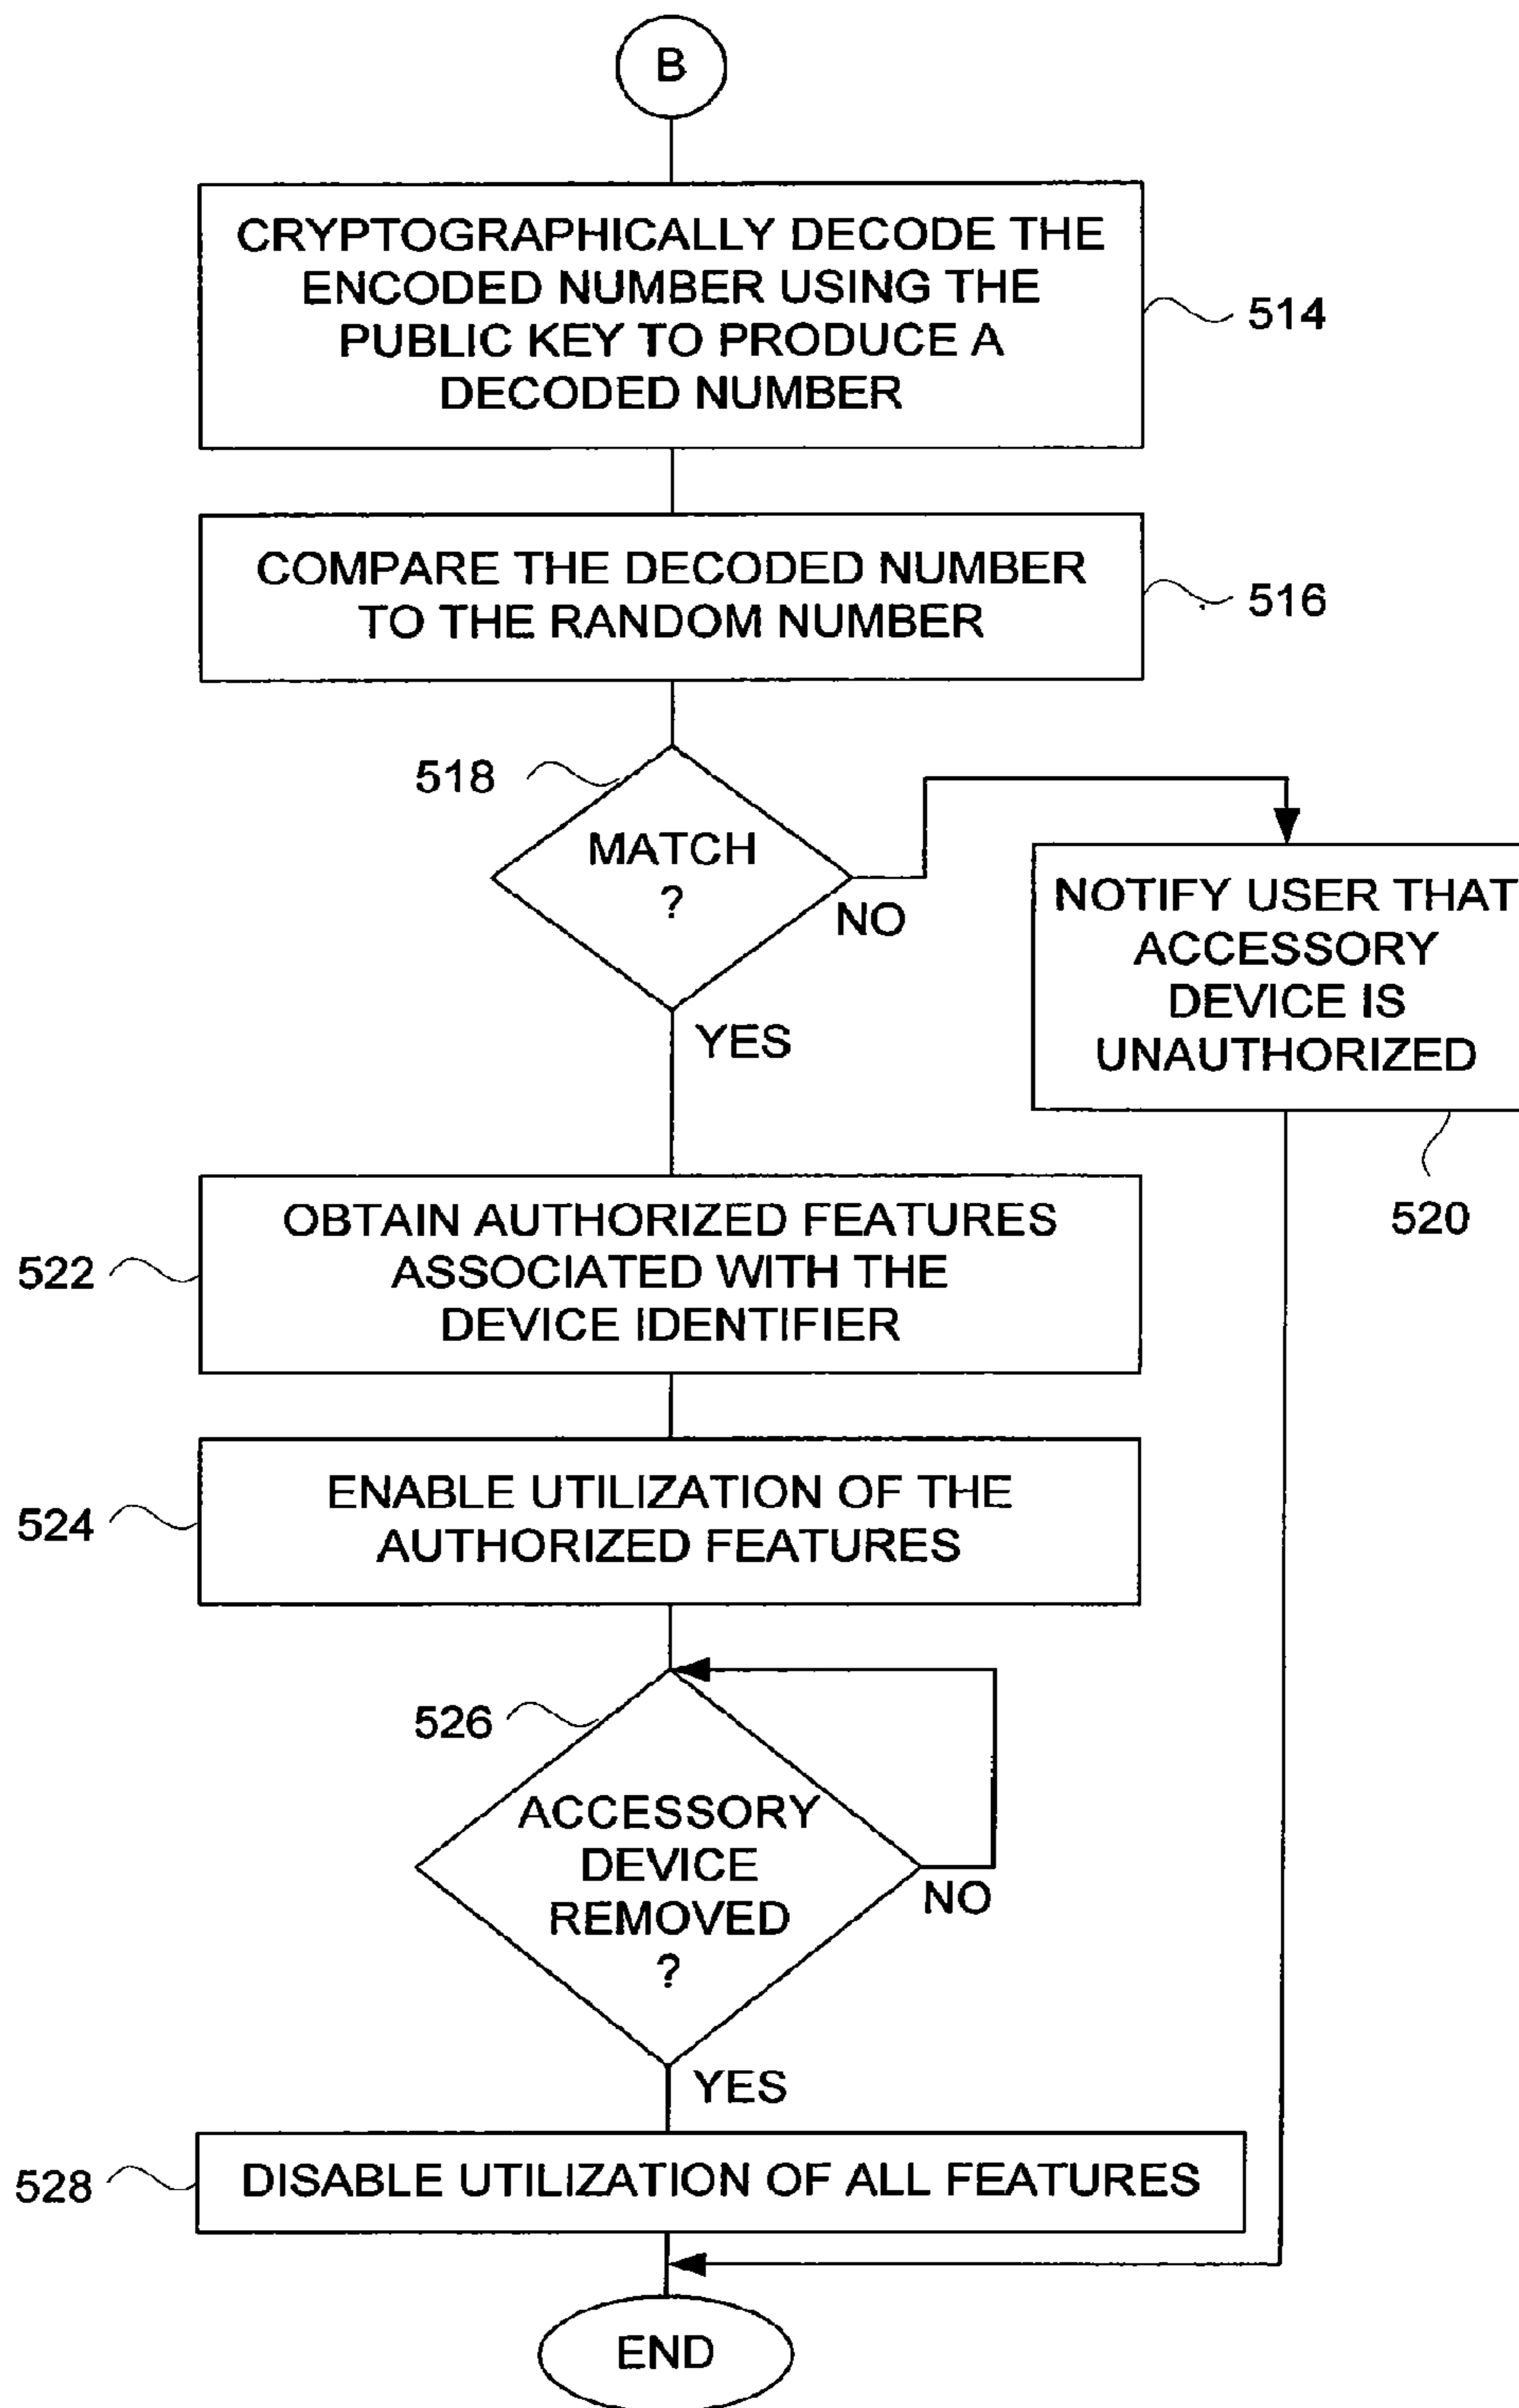 B
CRYPTOGRAPHICALLY DECODE THE
ENCODED NUMBER USING THE
PUBLIC KEY TO PRODUCE A
DECODED NUMBER
514
COMPARE THE DECODED NUMBER
TO THE RANDOM NUMBER
516
518
MATCH
?
NO
YES
NOTIFY USER THAT
ACCESSORY
DEVICE IS
UNAUTHORIZED
520
522
OBTAIN AUTHORIZED FEATURES
ASSOCIATED WITH THE
DEVICE IDENTIFIER
524
ENABLE UTILIZATION OF THE
AUTHORIZED FEATURES
526
ACCESSORY
DEVICE
REMOVED
?
NO
YES
528
DISABLE UTILIZATION OF ALL FEATURES
END